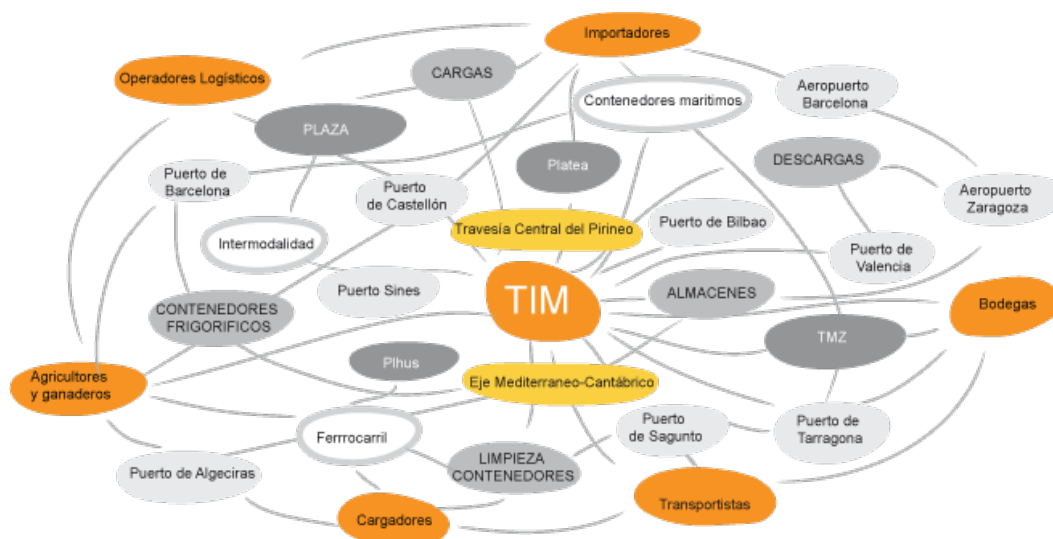 Importadores
Operadores Logísticos
CARGAS
Aeropuerto
Barcelona
Contenedores maritimos
PLAZA
Platea
DESCARGAS
Puerto de
Barcelona
Puerto
de Castellón
Aeropuerto
Zaragoza
Travesía Central del Pirineo
Puerto de Bilbao
Intermodalidad
Puerto de
Valencia
Puerto Sines
TIM
ALMACENES
Bodegas
CONTENEDORES
FRIGORIFICOS
TMZ
Plhus
Agricultores
y ganaderos
Eje Mediterraneo-Cantábrico
Ferrrocarril
Puerto
de Sagunto
Puerto de
Tarragona
Puerto de Algeciras
LIMPIEZA
CONTENEDORES
Transportistas
Cargadores